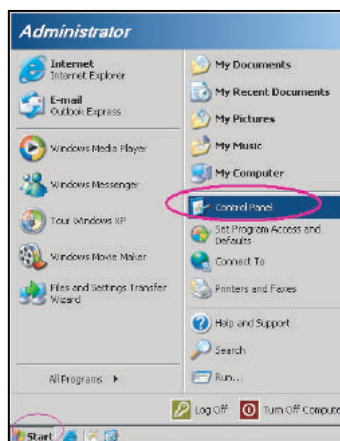 Administrator
Internet
Internet Explorer
E-mail
Outlook Express
Windows Media Player
Windows Messenger
Tour Windows XP
Windows Movie Maker
Files and Settings Transfer
Wizard
All Programs
My Documents
My Recent Documents
My Pictures
My Music
My Computer
Control Panel
Set Program Access and
Defaults
Connect To
Printers and Faxes
Help and Support
Search
Run...
Log Off
Turn Off Compute
Start